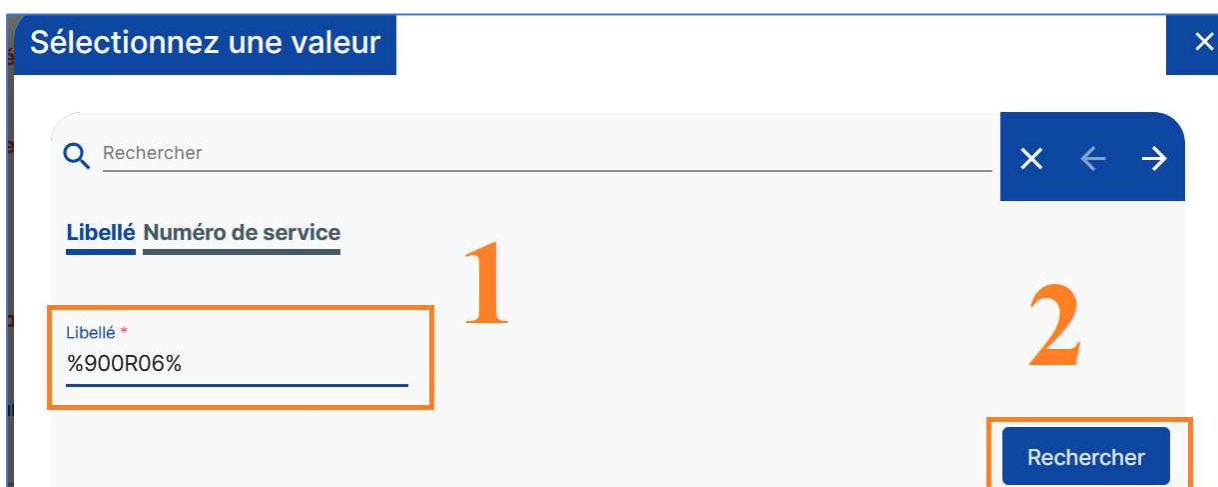 Sélectionnez une valeur
Rechercher
Libellé Numéro de service
1
Libellé *
%900R06%
2
Rechercher